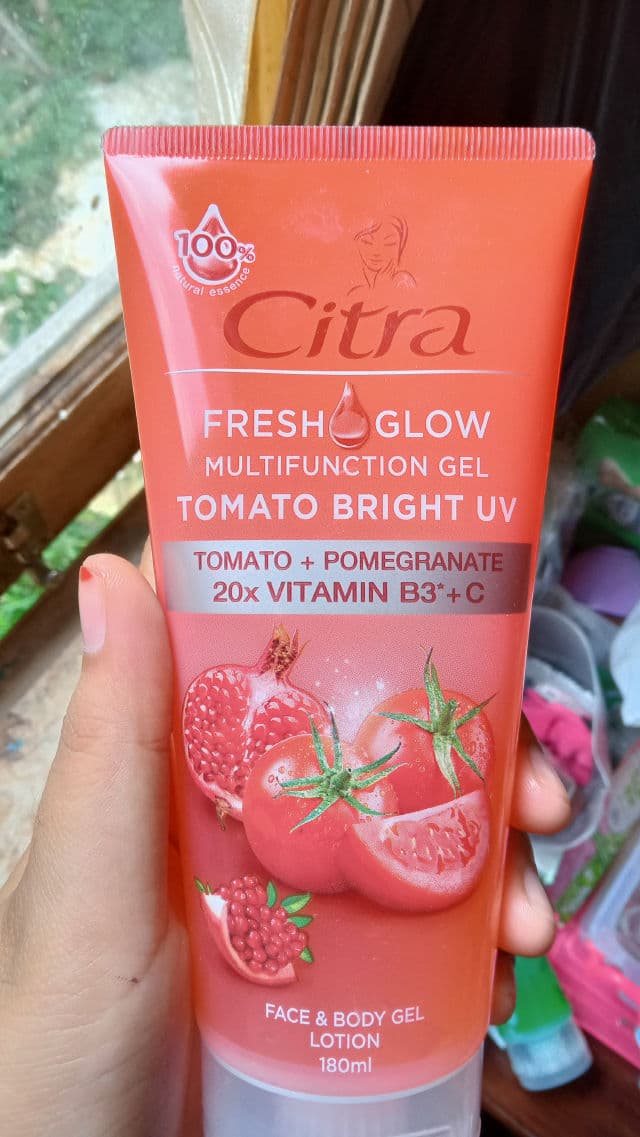 100%
natural essence
Citra
FRESH GLOW
MULTIFUNCTION GEL
TOMATO BRIGHT UV
TOMATO + POMEGRANATE
20x VITAMIN B3*+C
FACE & BODY GEL
LOTION
180ml